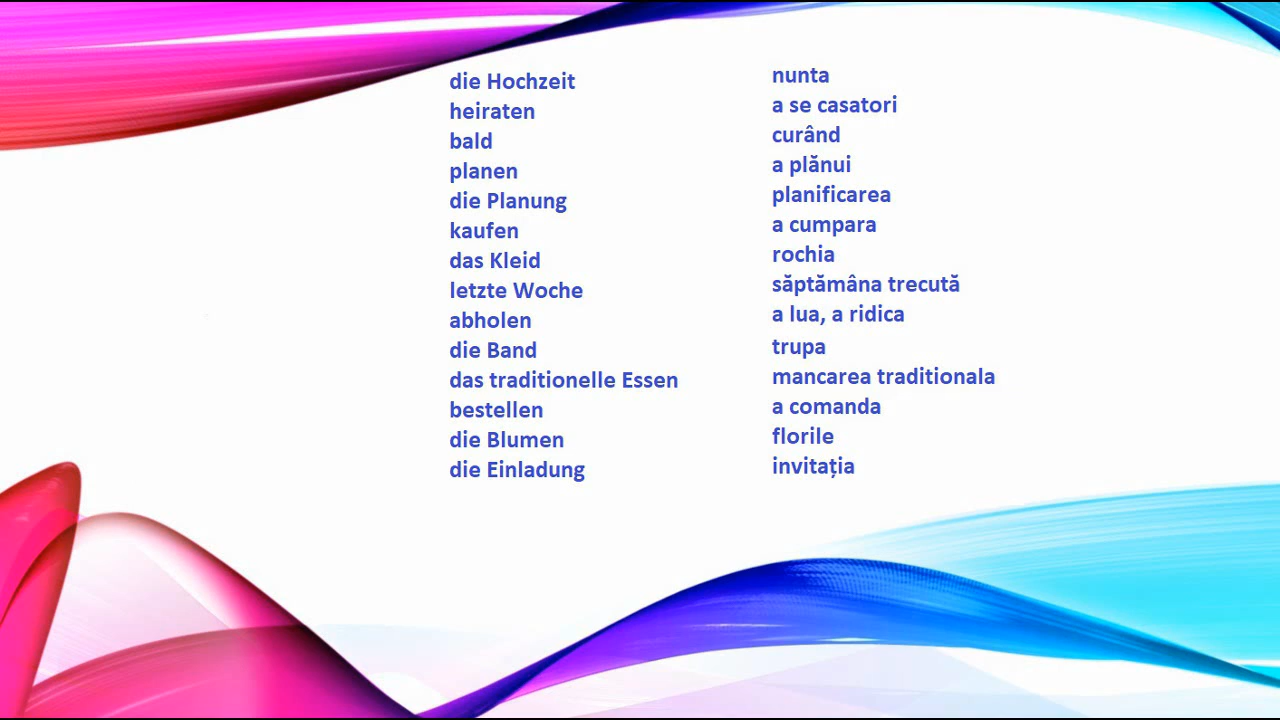 die Hochzeit
heiraten
bald
planen
die Planung
kaufen
das Kleid
letzte Woche
abholen
die Band
das traditionelle Essen
bestellen
die Blumen
die Einladung
nunta
a se casatori
curând
a plănui
planificarea
a cumpara
rochia
săptămâna trecută
a lua, a ridica
trupa
mancarea traditionala
a comanda
florile
invitația